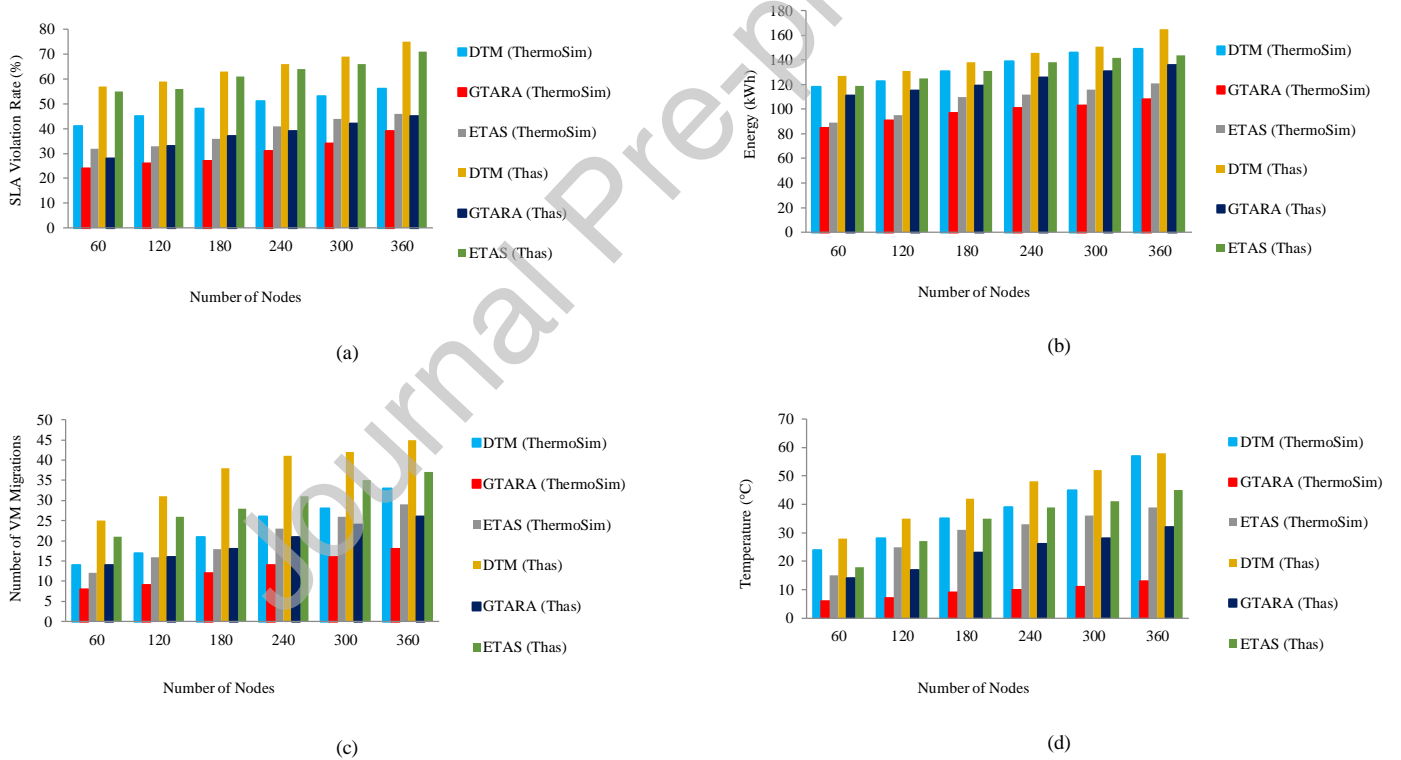 80
70
60
50
40
30
20
10
0
SLA Violation Rate (%)
60 120 180 240 300 360
Number of Nodes
DTM (ThermoSim)
GTARA (ThermoSim)
ETAS (ThermoSim)
DTM (Thas)
GTARA (Thas)
ETAS (Thas)
(a)
180
160
140
120
100
80
60
40
20
0
Energy (kWh)
60 120 180 240 300 360
Number of Nodes
DTM (ThermoSim)
GTARA (ThermoSim)
ETAS (ThermoSim)
DTM (Thas)
GTARA (Thas)
ETAS (Thas)
(b)
50
45
40
35
30
25
20
15
10
5
0
Number of VM Migrations
60 120 180 240 300 360
Number of Nodes
DTM (ThermoSim)
GTARA (ThermoSim)
ETAS (ThermoSim)
DTM (Thas)
GTARA (Thas)
ETAS (Thas)
(c)
70
60
50
40
30
20
10
0
Temperature (°C)
60 120 180 240 300 360
Number of Nodes
DTM (ThermoSim)
GTARA (ThermoSim)
ETAS (ThermoSim)
DTM (Thas)
GTARA (Thas)
ETAS (Thas)
(d)
Journal Pre-p